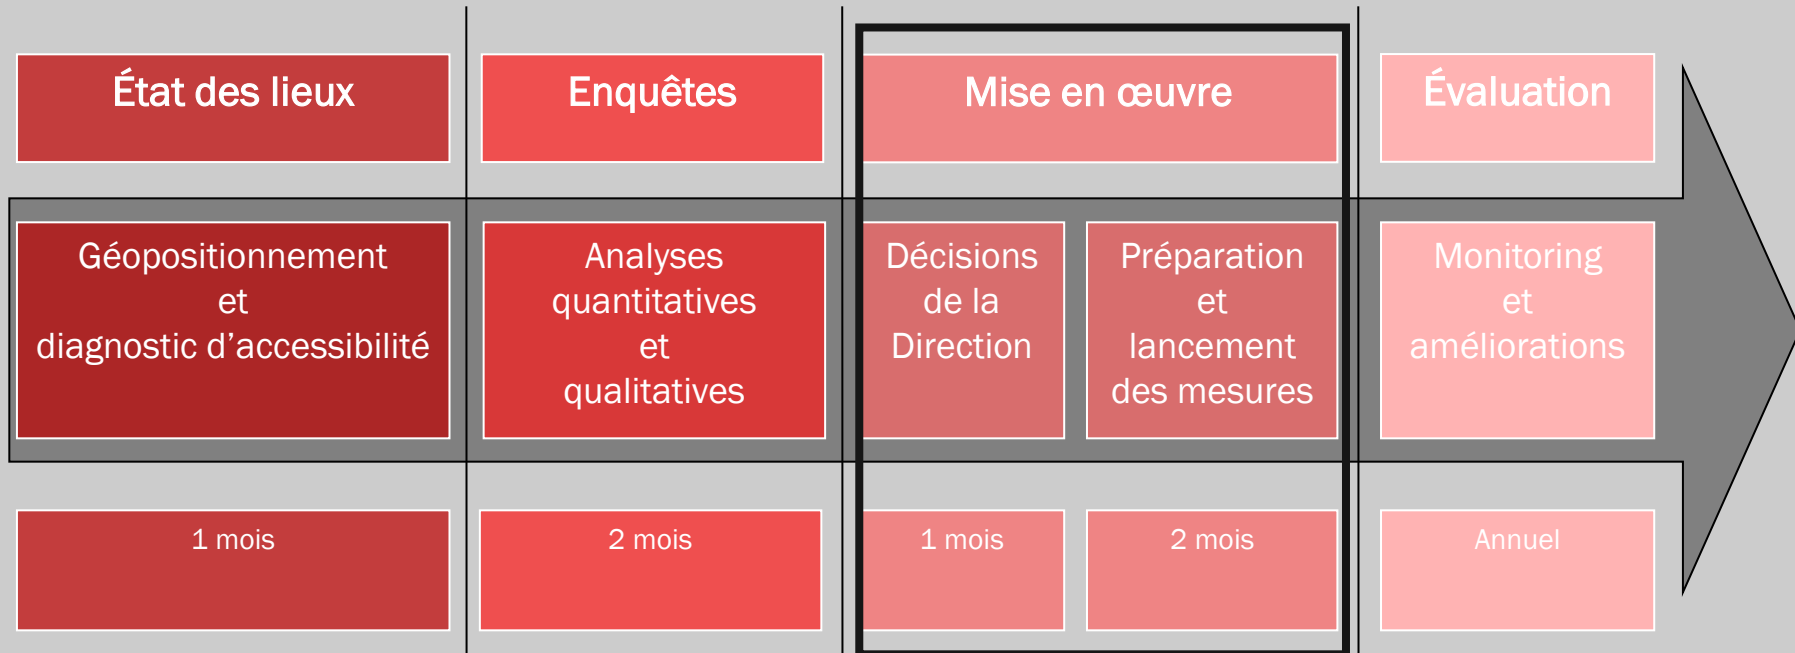 État des lieux
Enquêtes
Mise en œuvre
Évaluation
Géopositionnement
et
diagnostic d’accessibilité
Analyses
quantitatives
et
qualitatives
Décisions
de la
Direction
Préparation
et
lancement
des mesures
Monitoring
et
améliorations
1 mois
2 mois
1 mois
2 mois
Annuel